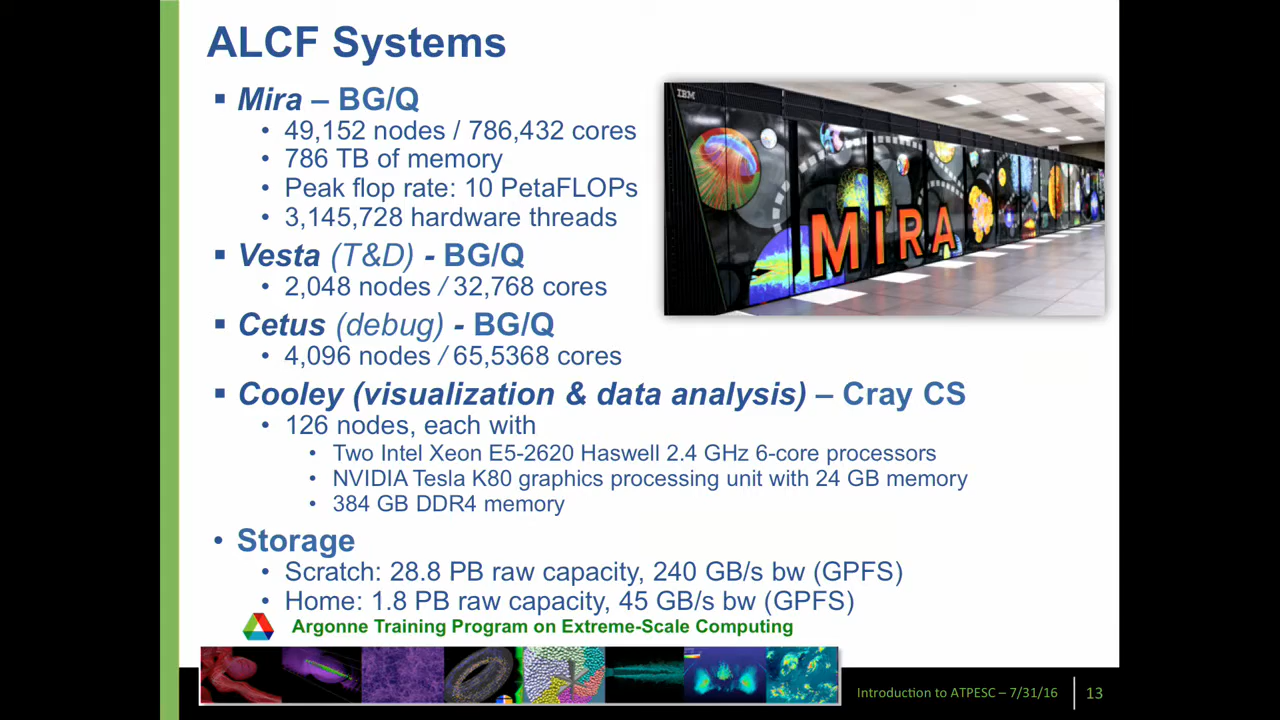 ALCF Systems
▪ Mira – BG/Q
• 49,152 nodes / 786,432 cores
• 786 TB of memory
• Peak flop rate: 10 PetaFLOPs
• 3,145,728 hardware threads
▪ Vesta (T&D) - BG/Q
• 2,048 nodes / 32,768 cores
▪ Cetus (debug) - BG/Q
• 4,096 nodes / 65,5368 cores
▪ Cooley (visualization & data analysis) – Cray CS
• 126 nodes, each with
• Two Intel Xeon E5-2620 Haswell 2.4 GHz 6-core processors
• NVIDIA Tesla K80 graphics processing unit with 24 GB memory
• 384 GB DDR4 memory
• Storage
• Scratch: 28.8 PB raw capacity, 240 GB/s bw (GPFS)
• Home: 1.8 PB raw capacity, 45 GB/s bw (GPFS)
IBM
MIRA
Argonne Training Program on Extreme-Scale Computing
Introduction to ATPESC – 7/31/16
13